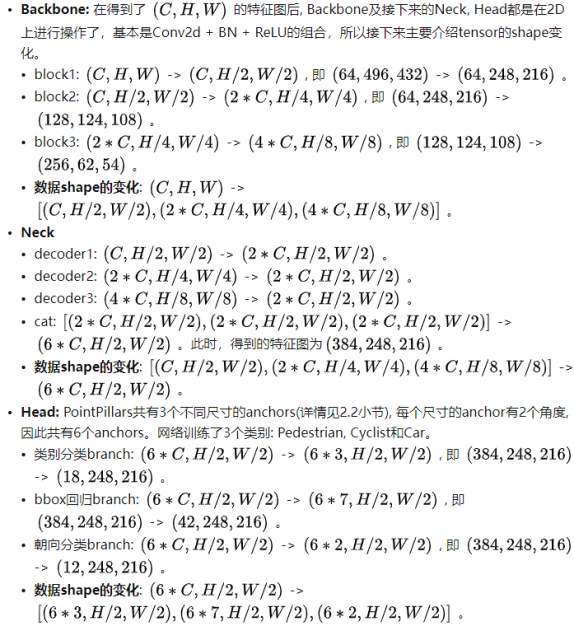 • Backbone: 在得到了 (C, H, W) 的特征图后, Backbone及接下来的Neck, Head都是在2D
上进行操作了，基本是Conv2d + BN + ReLU的组合，所以接下来主要介绍tensor的shape变
化。
• block1: (C, H, W) -> (C, H/2, W/2) , 即 (64, 496, 432) -> (64, 248, 216) 。
• block2: (C, H/2, W/2) -> (2 * C, H/4, W/4) , 即 (64, 248, 216) ->
(128, 124, 108) 。
• block3: (2 * C, H/4, W/4) -> (4 * C, H/8, W/8) , 即 (128, 124, 108) ->
(256, 62, 54) 。
• 数据shape的变化: (C, H, W) ->
[(C, H/2, W/2), (2 * C, H/4, W/4), (4 * C, H/8, W/8)] 。
• Neck
• decoder1: (C, H/2, W/2) -> (2 * C, H/2, W/2) 。
• decoder2: (2 * C, H/4, W/4) -> (2 * C, H/2, W/2) 。
• decoder3: (4 * C, H/8, W/8) -> (2 * C, H/2, W/2) 。
• cat: [(2 * C, H/2, W/2), (2 * C, H/2, W/2), (2 * C, H/2, W/2)] ->
(6 * C, H/2, W/2) 。此时，得到的特征图为 (384, 248, 216) 。
• 数据shape的变化: [(C, H/2, W/2), (2 * C, H/4, W/4), (4 * C, H/8, W/8)] ->
(6 * C, H/2, W/2) 。
• Head: PointPillars共有3个不同尺寸的anchors(详情见2.2小节), 每个尺寸的anchor有2个角度,
因此共有6个anchors。网络训练了3个类别: Pedestrian, Cyclist和Car。
• 类别分类branch: (6 * C, H/2, W/2) -> (6 * 3, H/2, W/2) , 即 (384, 248, 216)
-> (18, 248, 216) 。
• bbox回归branch: (6 * C, H/2, W/2) -> (6 * 7, H/2, W/2) , 即
(384, 248, 216) -> (42, 248, 216) 。
• 朝向分类branch: (6 * C, H/2, W/2) -> (6 * 2, H/2, W/2) , 即 (384, 248, 216)
-> (12, 248, 216) 。
• 数据shape的变化: (6 * C, H/2, W/2) ->
[(6 * 3, H/2, W/2), (6 * 7, H/2, W/2), (6 * 2, H/2, W/2)] 。